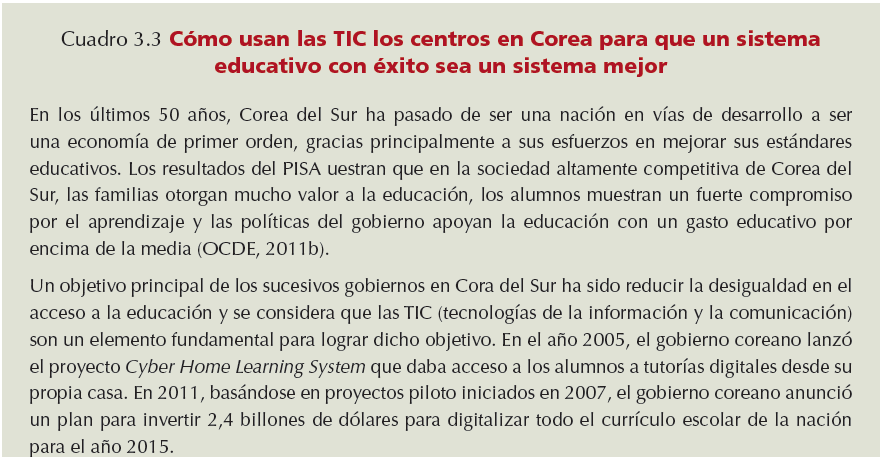 Cuadro 3.3 Cómo usan las TIC los centros en Corea para que un sistema
educativo con éxito sea un sistema mejor
En los últimos 50 años, Corea del Sur ha pasado de ser una nación en vías de desarrollo a ser
una economía de primer orden, gracias principalmente a sus esfuerzos en mejorar sus estándares
educativos. Los resultados del PISA uestran que en la sociedad altamente competitiva de Corea del
Sur, las familias otorgan mucho valor a la educación, los alumnos muestran un fuerte compromiso
por el aprendizaje y las políticas del gobierno apoyan la educación con un gasto educativo por
encima de la media (OCDE, 2011b).
Un objetivo principal de los sucesivos gobiernos en Cora del Sur ha sido reducir la desigualdad en el
acceso a la educación y se considera que las TIC (tecnologías de la información y la comunicación)
son un elemento fundamental para lograr dicho objetivo. En el año 2005, el gobierno coreano lanzó
el proyecto Cyber Home Learning System que daba acceso a los alumnos a tutorías digitales desde su
propia casa. En 2011, basándose en proyectos piloto iniciados en 2007, el gobierno coreano anunció
un plan para invertir 2,4 billones de dólares para digitalizar todo el currículo escolar de la nación
para el año 2015.